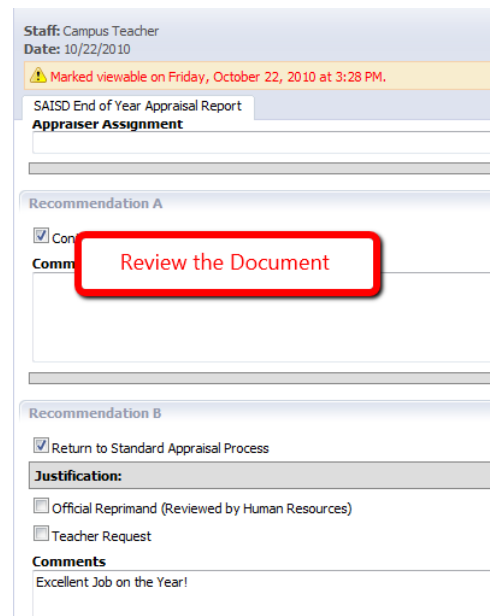 Staff: Campus Teacher
Date: 10/22/2010
Marked viewable on Friday, October 22, 2010 at 3:28 PM.
SAISD End of Year Appraisal Report
Appraiser Assignment
Recommendation A
Review the Document
Recommendation B
Return to Standard Appraisal Process
Justification:
Official Reprimand (Reviewed by Human Resources)
Teacher Request
Comments
Excellent Job on the Year!